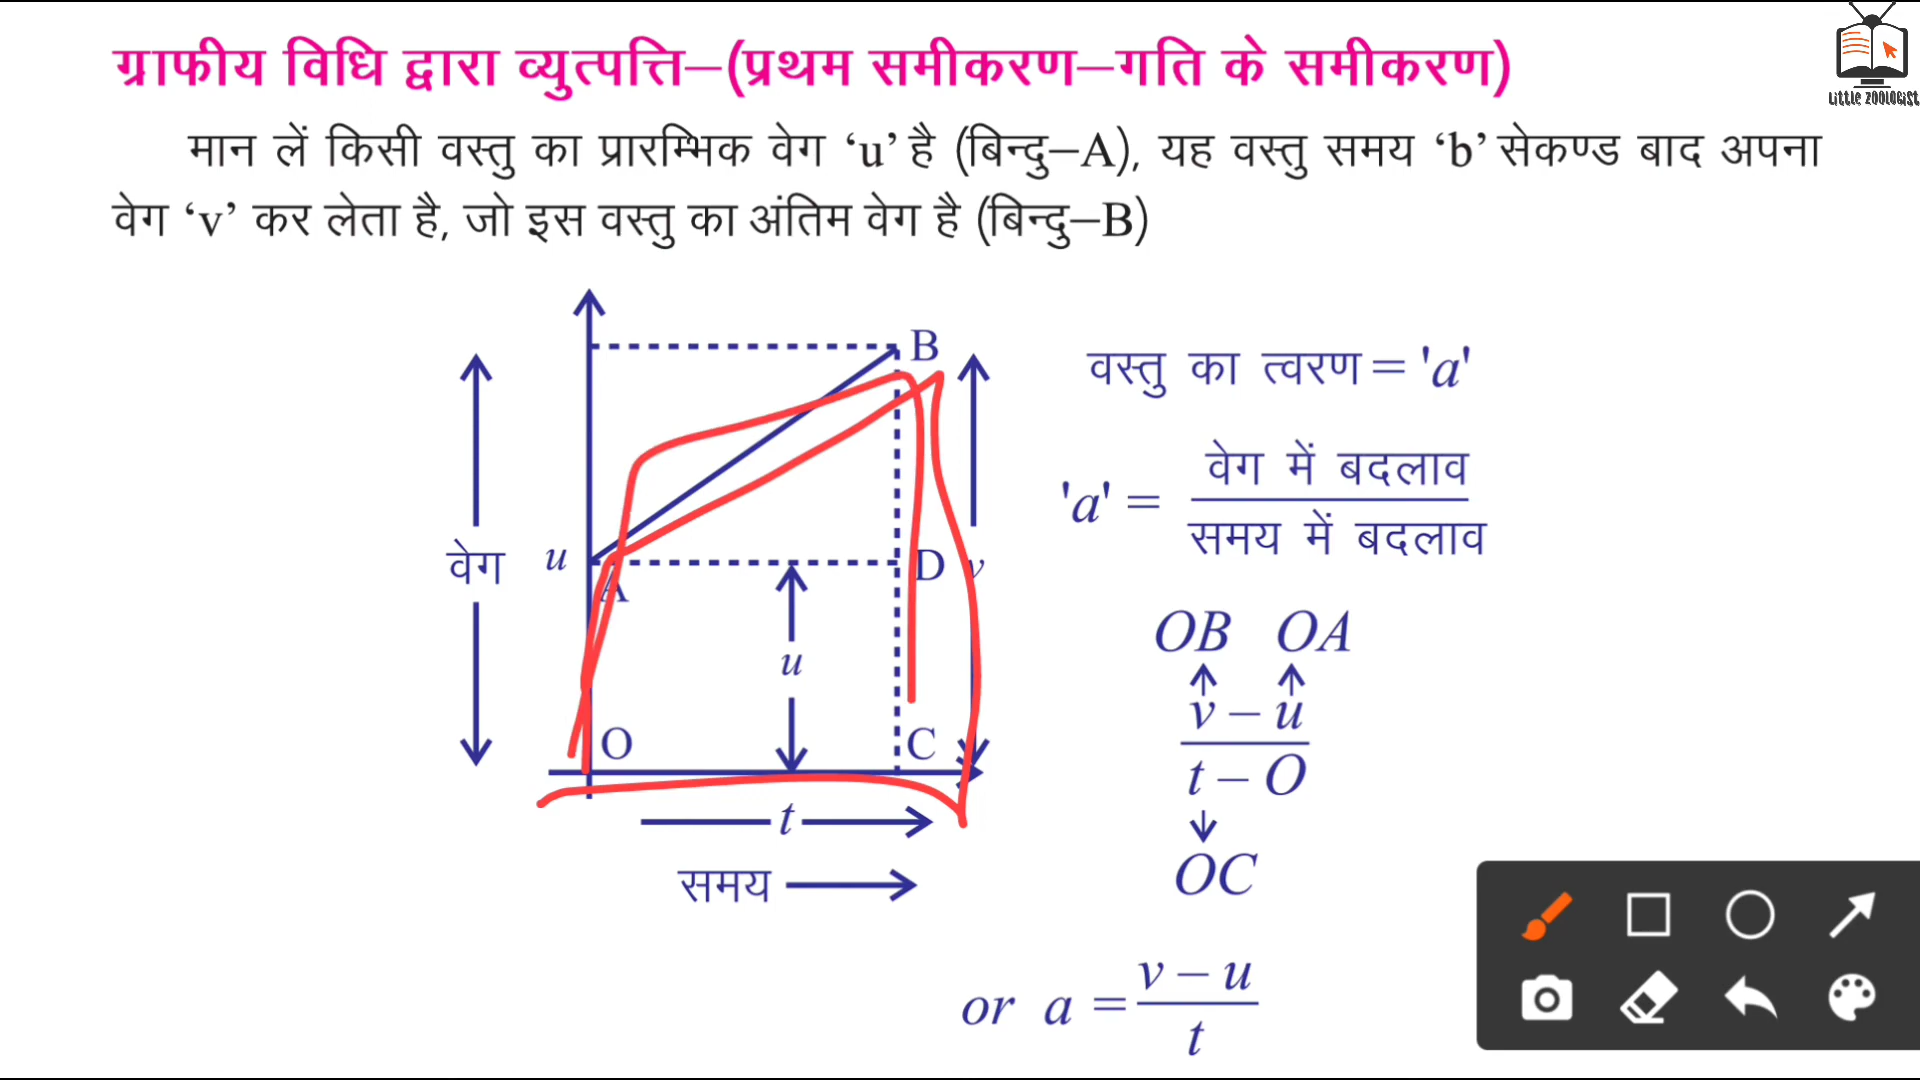 LittLE ZOOLOGist
ग्राफीय विधि द्वारा व्युत्पत्ति–(प्रथम समीकरण–गति के समीकरण)
मान लें किसी वस्तु का प्रारम्भिक वेग ‘u’ है (बिन्दु–A), यह वस्तु समय ‘b’ सेकण्ड बाद अपना
वेग ‘v’ कर लेता है, जो इस वस्तु का अंतिम वेग है (बिन्दु–B)
B
वेग
u
A
D
v
u
O
C
t
समय
वस्तु का त्वरण = 'a'
'a' =
वेग में बदलाव
समय में बदलाव
OB OA
v – u
t – O
OC
or a =
v – u
t